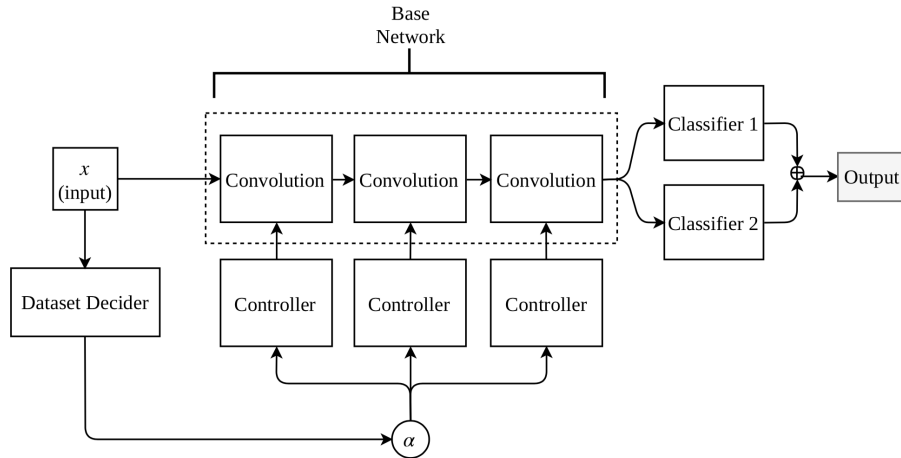 Base
Network
x
(input)
Convolution
Convolution
Convolution
Classifier 1
Classifier 2
⊕
Output
Dataset Decider
Controller
Controller
Controller
α